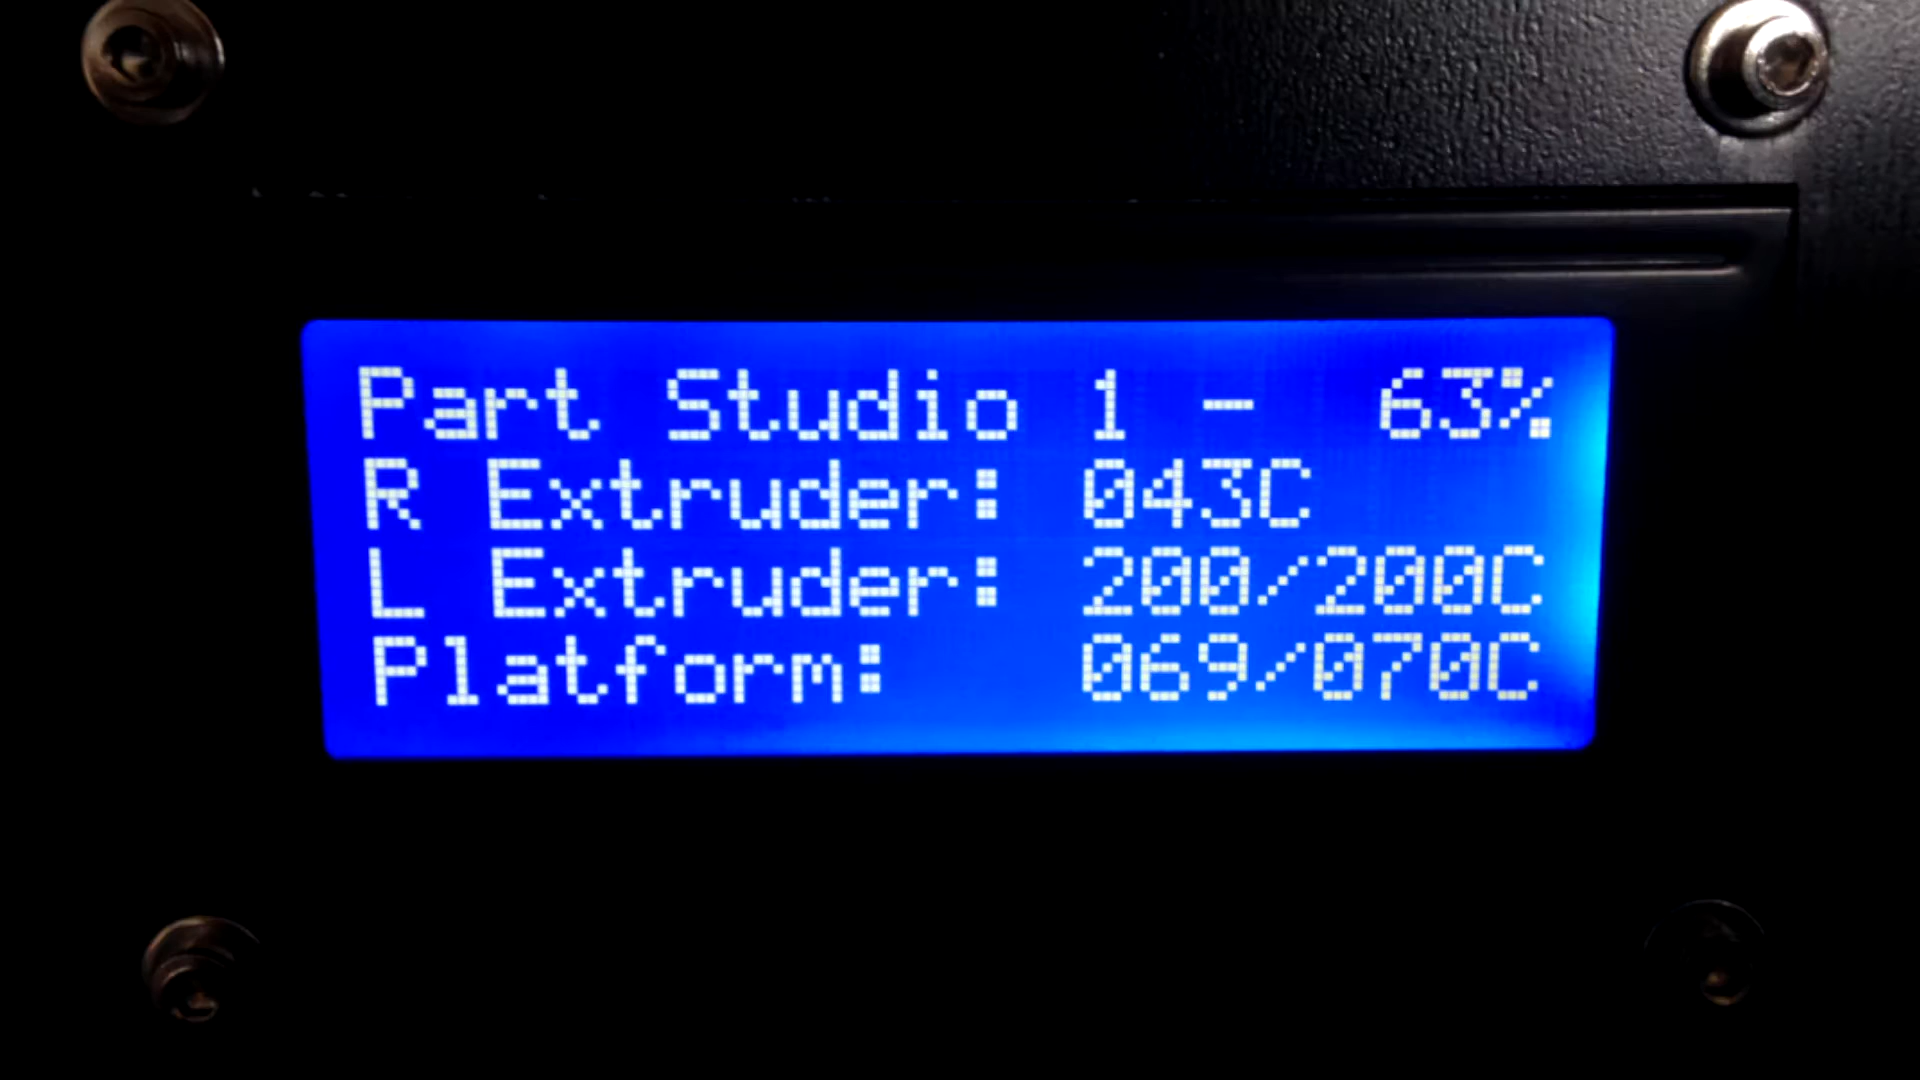 Part Studio 1 - 63%
R Extruder: 043C
L Extruder: 200/200C
Platform: 069/070C